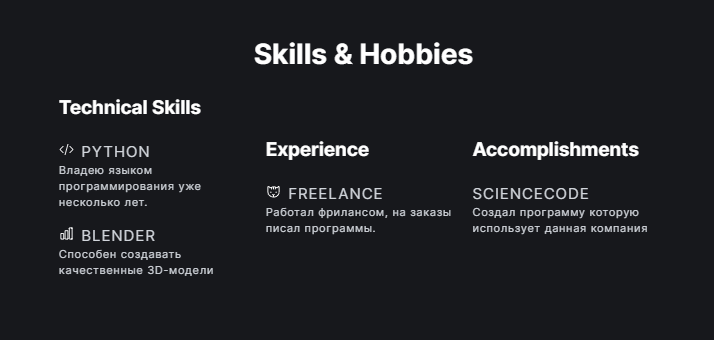 Skills & Hobbies
Technical Skills
PYTHON
Владею языком
программирования уже
несколько лет.
BLENDER
Способен создавать
качественные 3D-модели
Experience
FREELANCE
Работал фрилансом, на заказы
писал программы.
Accomplishments
SCIENCECODE
Создал программу которую
использует данная компания